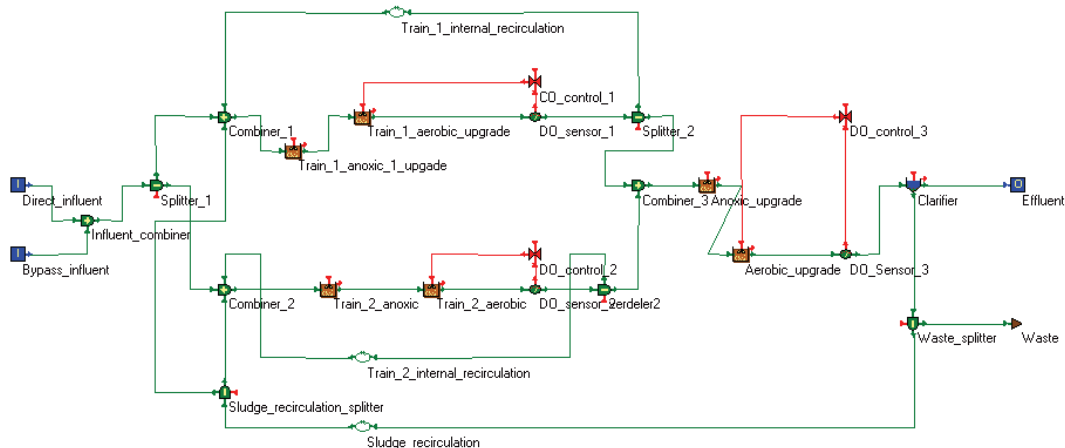 Train_1_internal_recirculation
CO_control_1
Combiner_1
Train_1_aerobic_upgrade
DO_sensor_1
Splitter_2
DO_control_3
Train_1_anoxic_1_upgade
Direct_influent
Splitter_1
Combiner_3
Anoxic_upgrade
Clarifier
Effluent
Influent_combiner
Bypass_influent
DO_control_2
Aerobic_upgrade
DO_Sensor_3
Combiner_2
Train_2_anoxic
Train_2_aerobic
DO_sensor_2
erdeler2
Waste_splitter
Waste
Train_2_internal_recirculation
Sludge_recirculation_splitter
Sludge_recirculation